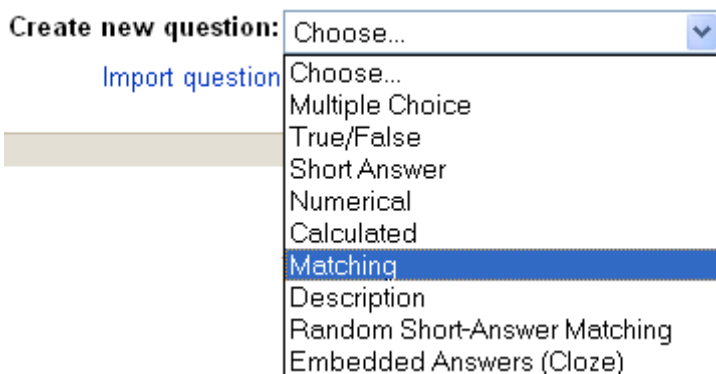 Create new question: Choose...
Import question Choose...
Multiple Choice
True/False
Short Answer
Numerical
Calculated
Matching
Description
Random Short-Answer Matching
Embedded Answers (Cloze)